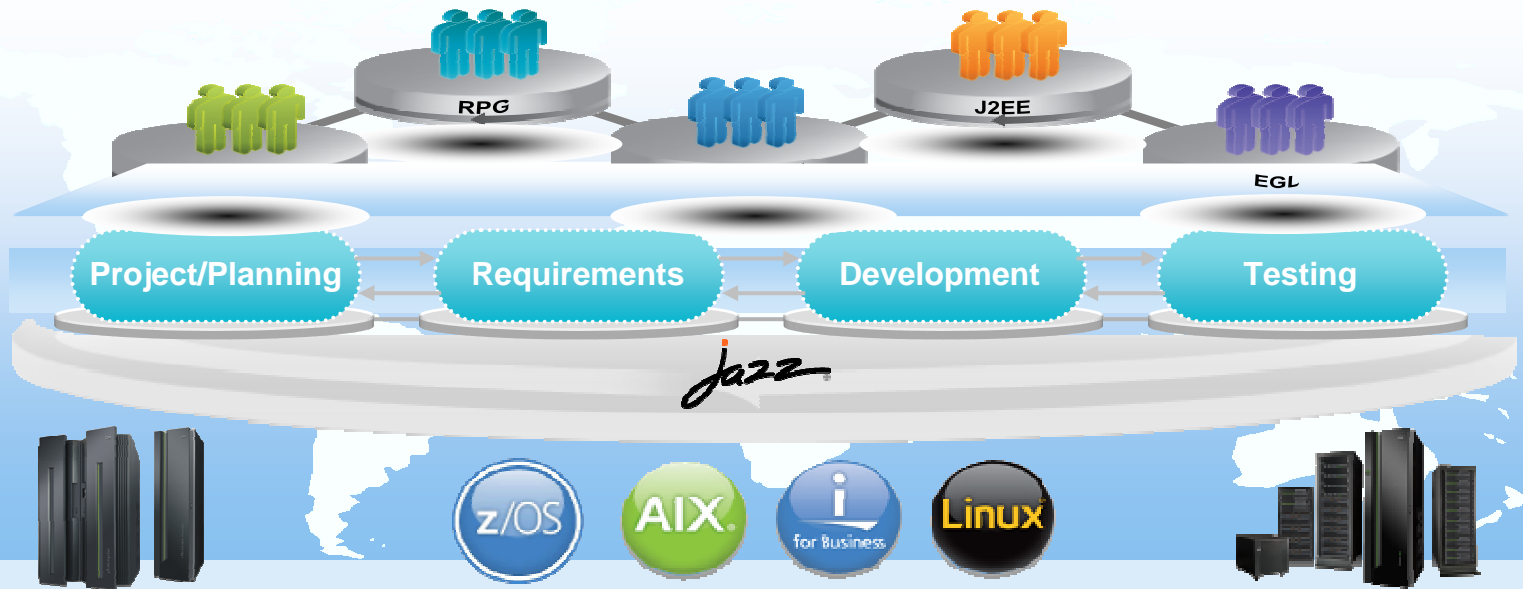 RPG
J2EE
EGL
Project/Planning
Requirements
Development
Testing
jazz
z/OS
AIX
i
for Business
Linux